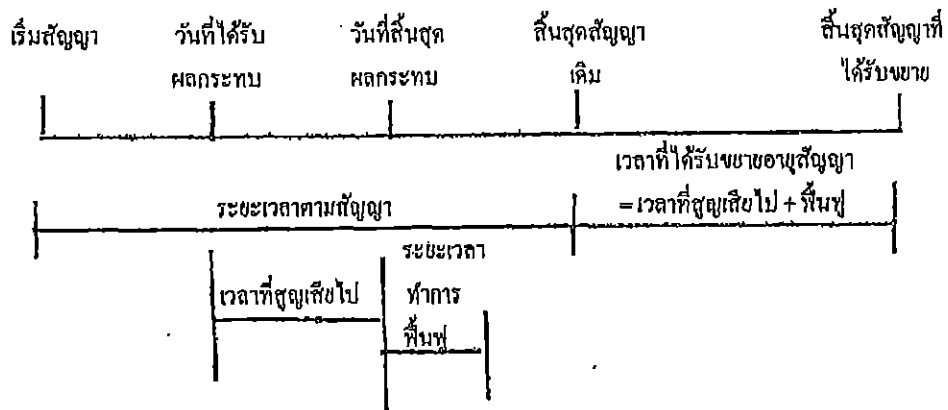 เริ่มสัญญา วันที่ได้รับ วันที่สิ้นสุด สิ้นสุดสัญญา สิ้นสุดสัญญาที่
ผลกระทบ ผลกระทบ เดิม ได้รับขยาย
เวลาที่ได้รับขยายอายุสัญญา
ระยะเวลาตามสัญญา = เวลาที่สูญเสียไป + ฟื้นฟู
ระยะเวลา
เวลาที่สูญเสียไป ทำการ
ฟื้นฟู